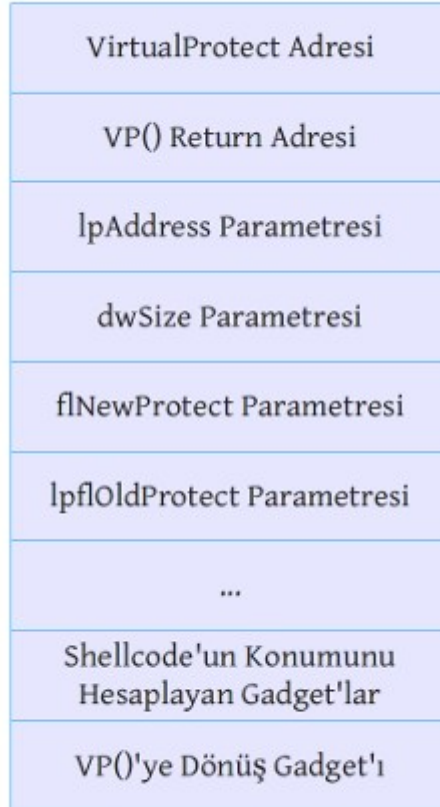 VirtualProtect Adresi
VP() Return Adresi
lpAddress Parametresi
dwSize Parametresi
flNewProtect Parametresi
lpflOldProtect Parametresi
...
Shellcode'un Konumunu
Hesaplayan Gadget'lar
VP()'ye Dönüş Gadget'ı